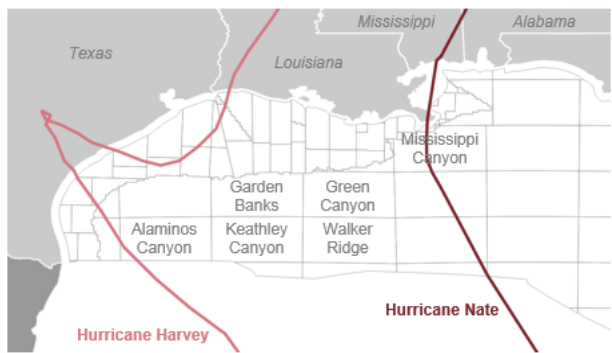 Mississippi
Alabama
Texas
Louisiana
Mississippi
Canyon
Garden
Banks
Green
Canyon
Alaminos
Canyon
Keathley
Canyon
Walker
Ridge
Hurricane Nate
Hurricane Harvey